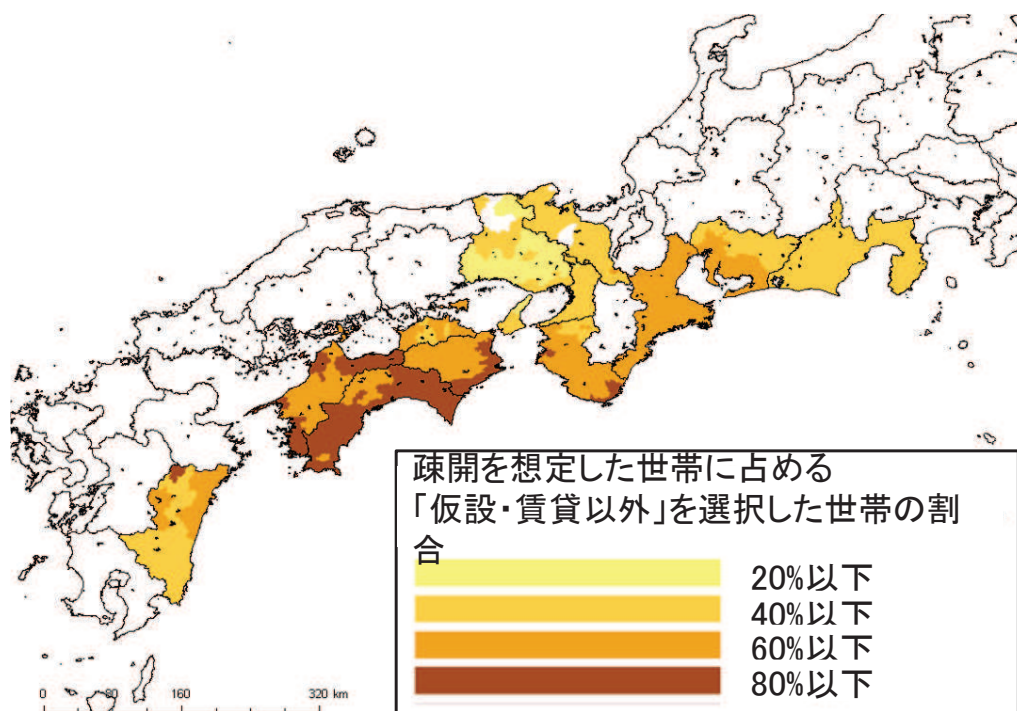 疎開を想定した世帯に占める
「仮設・賃貸以外」を選択した世帯の割
合
20%以下
40%以下
60%以下
80%以下
0 80 160 320 km